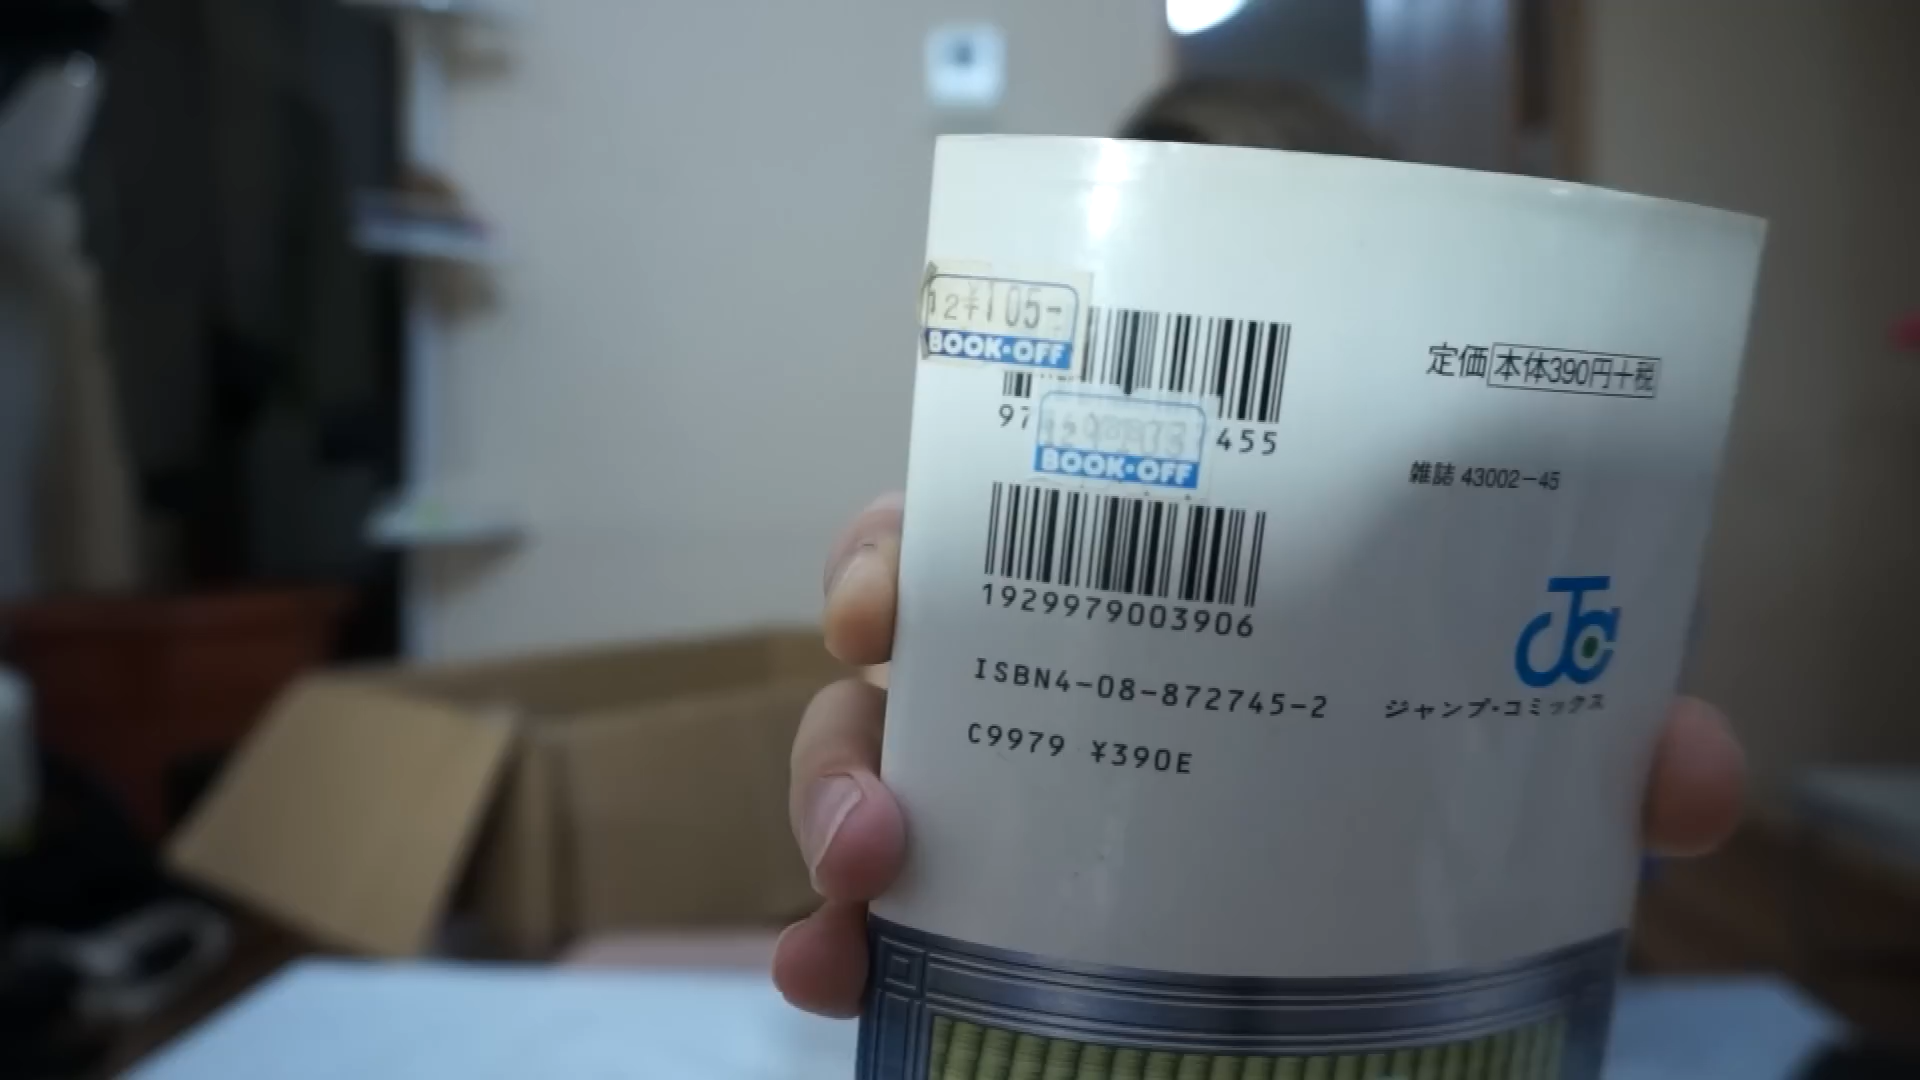 12 ¥105-
BOOK・OFF
97
455
BOOK・OFF
1929979003906
ISBN4-08-872745-2
C9979 ¥390E
定価 本体390円+税
雑誌 43002-45
ジャンプ・コミックス